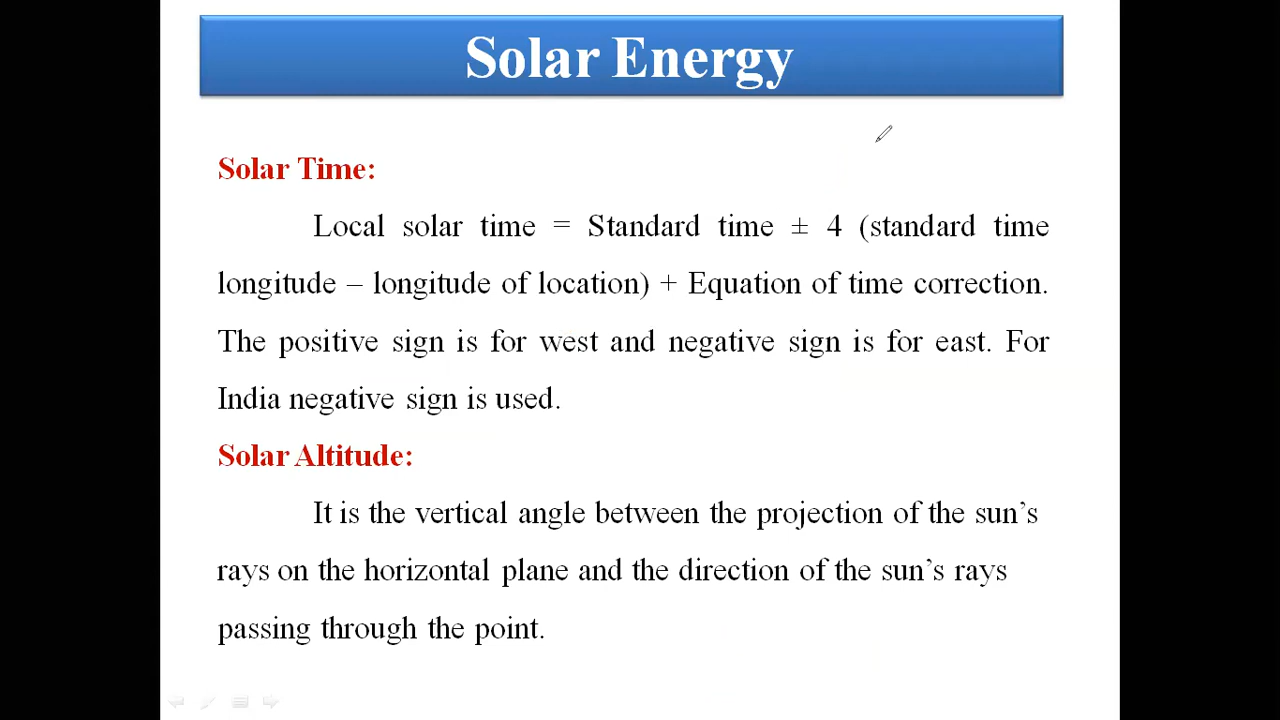 Solar Energy
Solar Time:
Local solar time = Standard time ± 4 (standard time
longitude – longitude of location) + Equation of time correction.
The positive sign is for west and negative sign is for east. For
India negative sign is used.
Solar Altitude:
It is the vertical angle between the projection of the sun’s
rays on the horizontal plane and the direction of the sun’s rays
passing through the point.